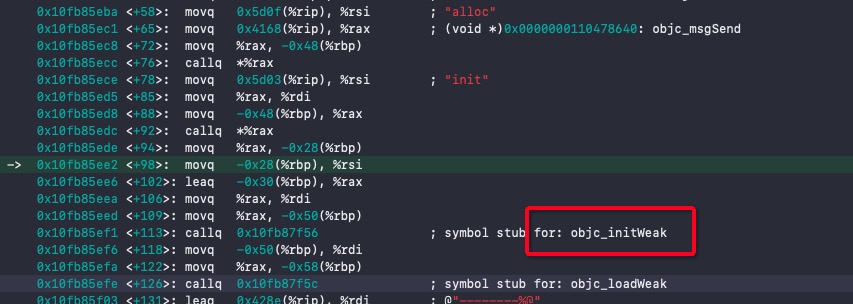 0x10fb85eba <+58>: movq 0x5d0f(%rip), %rsi ; "alloc"
0x10fb85ec1 <+65>: movq 0x4168(%rip), %rax ; (void *)0x0000000110478640: objc_msgSend
0x10fb85ec8 <+72>: movq %rax, -0x48(%rbp)
0x10fb85ecc <+76>: callq *%rax
0x10fb85ece <+78>: movq 0x5d03(%rip), %rsi ; "init"
0x10fb85ed5 <+85>: movq %rax, %rdi
0x10fb85ed8 <+88>: movq -0x48(%rbp), %rax
0x10fb85edc <+92>: callq *%rax
0x10fb85ede <+94>: movq %rax, -0x28(%rbp)
-> 0x10fb85ee2 <+98>: movq -0x28(%rbp), %rsi
0x10fb85ee6 <+102>: leaq -0x30(%rbp), %rax
0x10fb85eea <+106>: movq %rax, %rdi
0x10fb85eed <+109>: movq %rax, -0x50(%rbp)
0x10fb85ef1 <+113>: callq 0x10fb87f56 ; symbol stub for: objc_initWeak
0x10fb85ef6 <+118>: movq -0x50(%rbp), %rdi
0x10fb85efa <+122>: movq %rax, -0x58(%rbp)
0x10fb85efe <+126>: callq 0x10fb87f5c ; symbol stub for: objc_loadWeak
0x10fb85f03 <+131>: leaq 0x428e(%rip), %rdi ; @"--------%@"